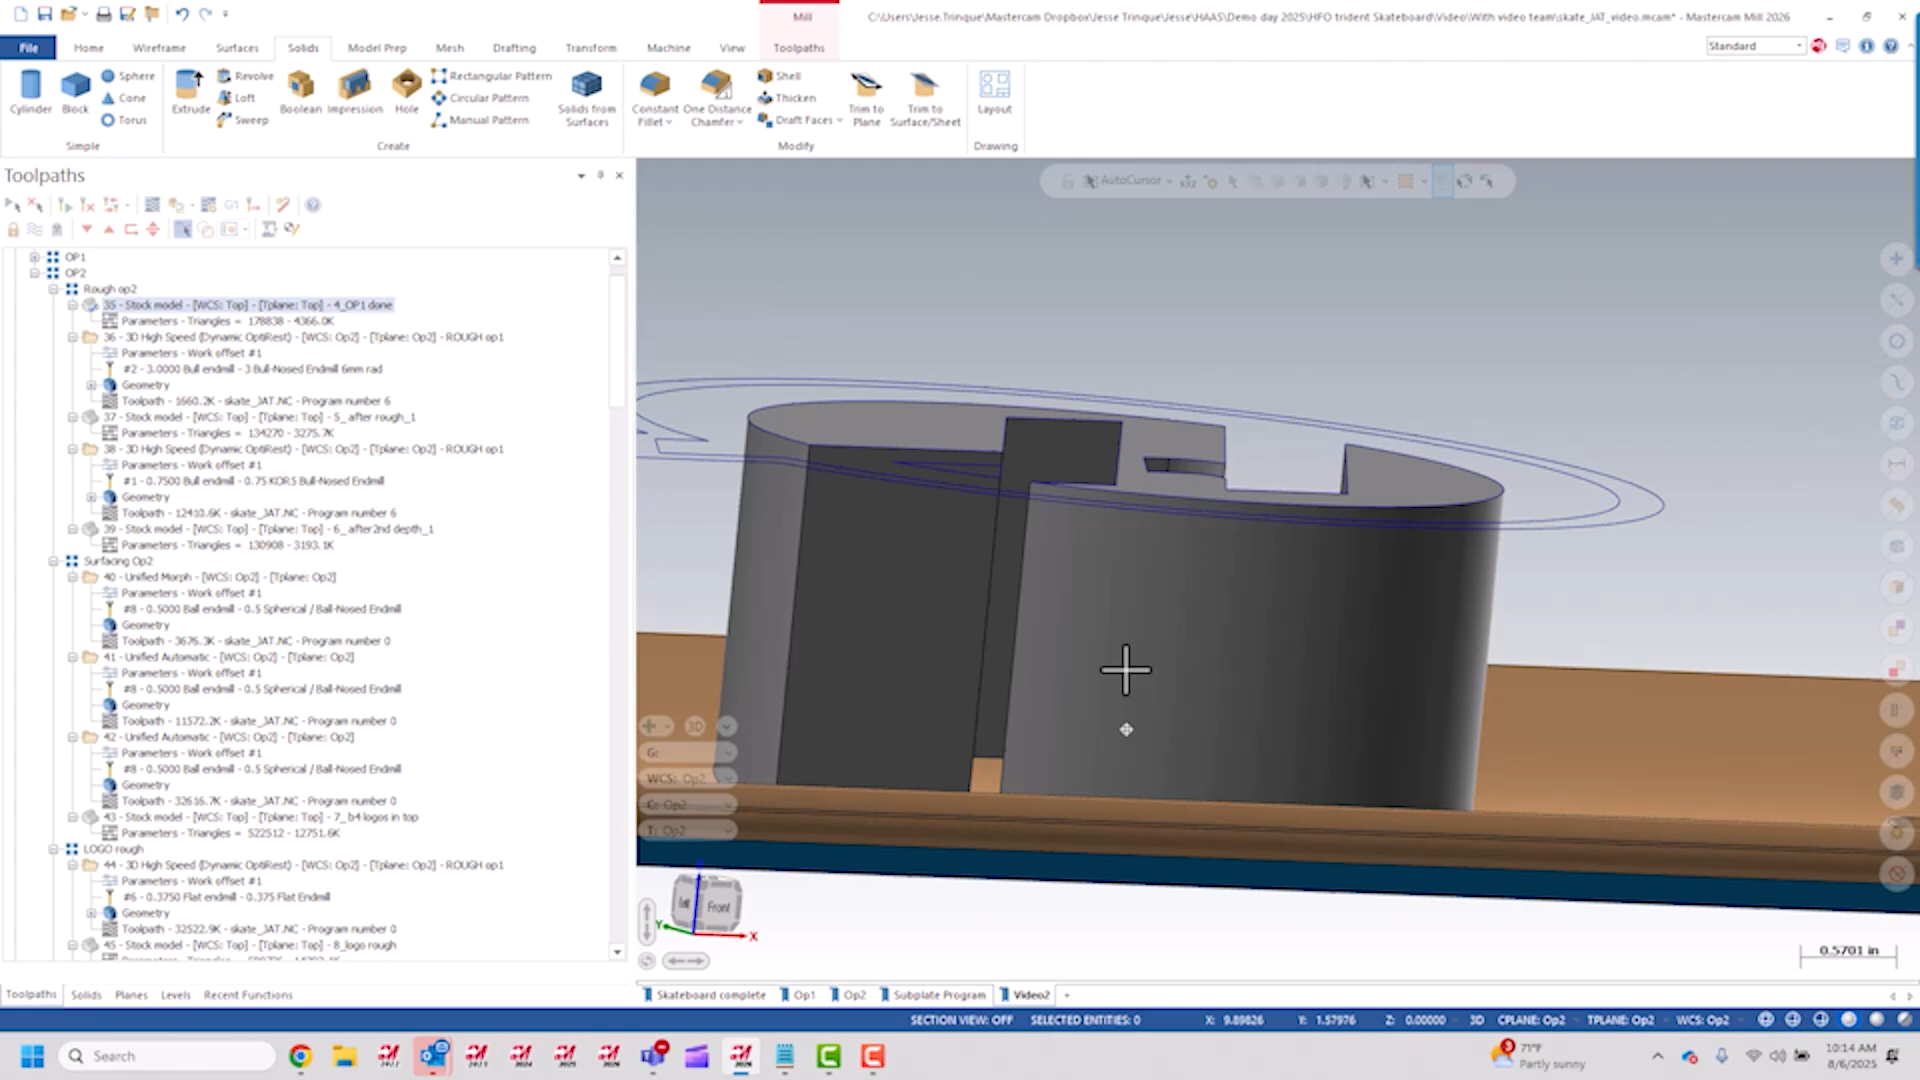 Mill
C:\Users\Jesse.Trinque\Mastercam Dropbox\Jesse Trinque\Jesse\HAAS\Demo day 2025\HFO trident Skateboard\Video\With video team\skate_JAT_video.mcam* - Mastercam Mill 2026
File
Home
Wireframe
Surfaces
Solids
Model Prep
Mesh
Drafting
Transform
Machine
View
Toolpaths
Standard
Cylinder
Block
Sphere
Cone
Torus
Simple
Extrude
Revolve
Loft
Sweep
Boolean
Impression
Hole
Rectangular Pattern
Circular Pattern
Manual Pattern
Solids from
Surfaces
Create
Constant
Fillet
One Distance
Chamfer
Shell
Thicken
Draft Faces
Trim to
Plane
Trim to
Surface/Sheet
Modify
Layout
Drawing
Toolpaths
AutoCursor
G1
OP1
OP2
Rough op2
35 - Stock model - [WCS: Top] - [Tplane: Top] - 4_OP1 done
Parameters - Triangles = 178838 - 4366.0K
36 - 3D High Speed (Dynamic OptiRest) - [WCS: Op2] - [Tplane: Op2] - ROUGH op1
Parameters - Work offset #1
#2 - 3.0000 Bull endmill - 3 Bull-Nosed Endmill 6mm rad
Geometry
Toolpath - 1660.2K - skate_JAT.NC - Program number 6
37 - Stock model - [WCS: Top] - [Tplane: Top] - 5_ after rough_1
Parameters - Triangles = 134270 - 3275.7K
38 - 3D High Speed (Dynamic OptiRest) - [WCS: Op2] - [Tplane: Op2] - ROUGH op1
Parameters - Work offset #1
#1 - 0.7500 Bull endmill - 0.75 KOR5 Bull-Nosed Endmill
Geometry
Toolpath - 12410.6K - skate_JAT.NC - Program number 6
39 - Stock model - [WCS: Top] - [Tplane: Top] - 6_ after2nd depth_1
Parameters - Triangles = 130908 - 3193.1K
Surfacing Op2
40 - Unified Morph - [WCS: Op2] - [Tplane: Op2]
Parameters - Work offset #1
#8 - 0.5000 Ball endmill - 0.5 Spherical / Ball-Nosed Endmill
Geometry
Toolpath - 3676.3K - skate_JAT.NC - Program number 0
41 - Unified Automatic - [WCS: Op2] - [Tplane: Op2]
Parameters - Work offset #1
#8 - 0.5000 Ball endmill - 0.5 Spherical / Ball-Nosed Endmill
Geometry
Toolpath - 11572.2K - skate_JAT.NC - Program number 0
42 - Unified Automatic - [WCS: Op2] - [Tplane: Op2]
Parameters - Work offset #1
#8 - 0.5000 Ball endmill - 0.5 Spherical / Ball-Nosed Endmill
Geometry
Toolpath - 32616.7K - skate_JAT.NC - Program number 0
43 - Stock model - [WCS: Top] - [Tplane: Top] - 7_ b4 logos in top
Parameters - Triangles = 522512 - 12751.6K
LOGO rough
44 - 3D High Speed (Dynamic OptiRest) - [WCS: Op2] - [Tplane: Op2] - ROUGH op1
Parameters - Work offset #1
#6 - 0.3750 Flat endmill - 0.375 Flat Endmill
Geometry
Toolpath - 32522.9K - skate_JAT.NC - Program number 0
45 - Stock model - [WCS: Top] - [Tplane: Top] - 8_logo rough
3D
G:
WCS: Op2
C: Op2
T: Op2
Front
X
Y
0.5701 in
Toolpaths
Solids
Planes
Levels
Recent Functions
Skateboard complete
Op1
Op2
Subplate Program
Video2
SECTION VIEW: OFF
SELECTED ENTITIES: 0
X: 9.89826
Y: 1.57976
Z: 0.00000
3D
CPLANE: Op2
TPLANE: Op2
WCS: Op2
Search
71°F
Partly sunny
10:14 AM
8/6/2025